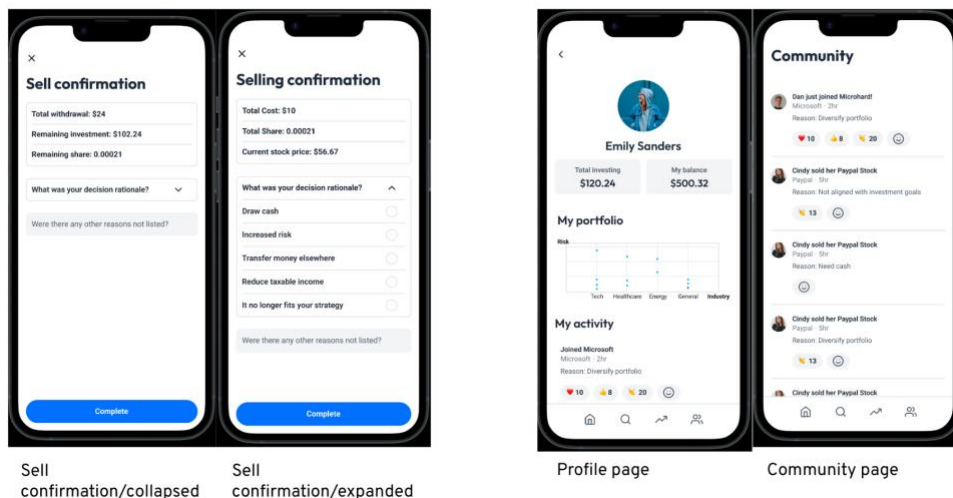 Sell confirmation
Total withdrawal: $24
Remaining investment: $102.24
Remaining share: 0.00021
What was your decision rationale?
Were there any other reasons not listed?
Complete
Sell
confirmation/collapsed
Selling confirmation
Total Cost: $10
Total Share: 0.00021
Current stock price: $56.67
What was your decision rationale?
Draw cash
Increased risk
Transfer money elsewhere
Reduce taxable income
It no longer fits your strategy
Were there any other reasons not listed?
Complete
Sell
confirmation/expanded
Emily Sanders
Total investing
$120.24
My balance
$500.32
My portfolio
Risk
Tech Healthcare Energy General Industry
My activity
Joined Microsoft
Microsoft · 2hr
Reason: Diversify portfolio
10 8 20
Profile page
Community
Dan just joined Microhard!
Microsoft · 2hr
Reason: Diversify portfolio
10 8 20
Cindy sold her Paypal Stock
Paypal · 5hr
Reason: Not aligned with investment goals
13
Cindy sold her Paypal Stock
Paypal · 5hr
Reason: Need cash
Cindy sold her Paypal Stock
Paypal · 5hr
Reason: Diversify portfolio
13
Cindy sold her Paypal Stock
Community page